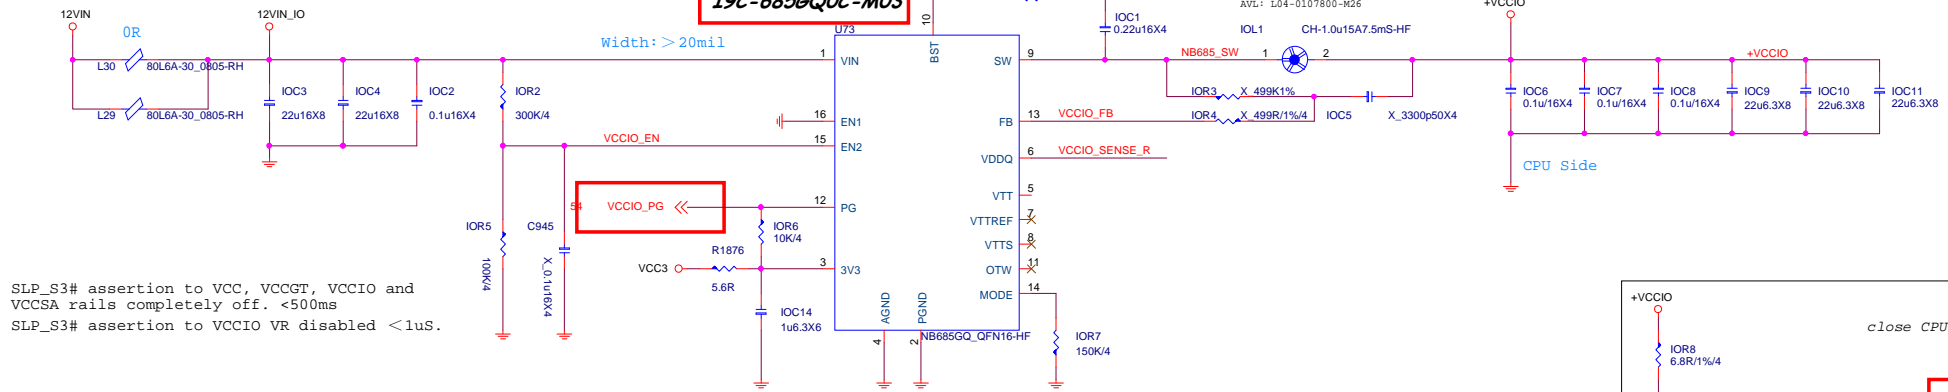 12VIN
12VIN_IO
19C-685GQ0C-M03
AVL: L04-0107800-M26
+VCCIO
0R
L30
80L6A-30_0805-RH
L29
80L6A-30_0805-RH
Width:＞20mil
U73
10
BST
IOC1
0.22u16X4
IOL1
CH-1.0u15A7.5mS-HF
NB685_SW
1
2
+VCCIO
1
VIN
SW
9
IOC3
22u16X8
IOC4
22u16X8
IOC2
0.1u16X4
IOR2
300K/4
16
EN1
15
EN2
VCCIO_EN
FB
13
VCCIO_FB
IOR3
X_499K1%
IOR4
X_499R/1%/4
IOC5
X_3300p50X4
VDDQ
6
VCCIO_SENSE_R
IOC6
0.1u/16X4
IOC7
0.1u/16X4
IOC8
0.1u/16X4
IOC9
22u6.3X8
IOC10
22u6.3X8
IOC11
22u6.3X8
CPU Side
54
VCCIO_PG
12
PG
VTT
5
VTTREF
7
VTTS
8
OTW
11
MODE
14
IOR5
100K/4
C945
X_0.1u16X4
IOR6
10K/4
R1876
VCC3
5.6R
3
3V3
IOC14
1u6.3X6
AGND
PGND
4
2
NB685GQ_QFN16-HF
IOR7
150K/4
SLP_S3# assertion to VCC, VCCGT, VCCIO and
VCCSA rails completely off. <500ms
SLP_S3# assertion to VCCIO VR disabled ＜1uS.
+VCCIO
close CPU
IOR8
6.8R/1%/4